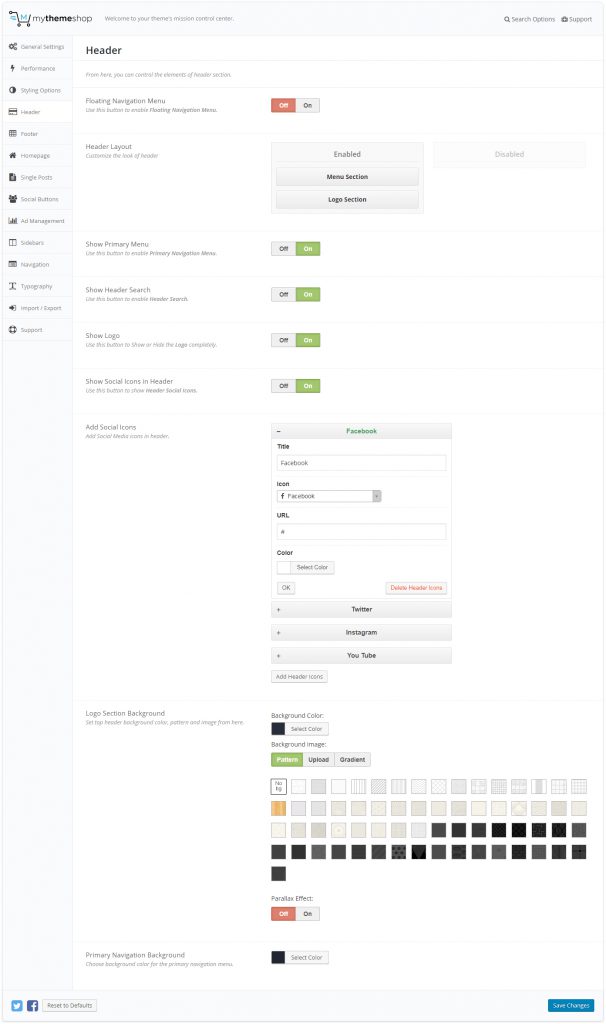 mythemeshop
Welcome to your theme's mission control center.
Search Options
Support
General Settings
Performance
Styling Options
Header
Footer
Homepage
Single Posts
Social Buttons
Ad Management
Sidebars
Navigation
Typography
Import / Export
Support
Header
From here, you can control the elements of header section.
Floating Navigation Menu
Use this button to enable Floating Navigation Menu.
Off On
Header Layout
Customize the look of header
Enabled
Menu Section
Logo Section
Disabled
Show Primary Menu
Use this button to enable Primary Navigation Menu.
Off On
Show Header Search
Use this button to enable Header Search.
Off On
Show Logo
Use this button to Show or Hide the Logo completely.
Off On
Show Social Icons in Header
Use this button to show Header Social Icons.
Off On
Add Social Icons
Add Social Media icons in header.
− Facebook
Title
Facebook
Icon
Facebook
URL
#
Color
Select Color
OK
Delete Header Icons
+ Twitter
+ Instagram
+ You Tube
Add Header Icons
Logo Section Background
Set top header background color, pattern and image from here.
Background Color:
Select Color
Background Image:
Pattern Upload Gradient
No
bg
Parallax Effect:
Off On
Primary Navigation Background
Choose background color for the primary navigation menu.
Select Color
Reset to Defaults
Save Changes